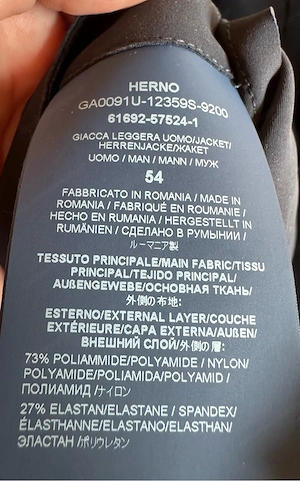 HERNO
GA0091U-12359S-9200
61692-57524-1
GIACCA LEGGERA UOMO/JACKET/
HERRENJACKE/ЖАКЕТ
UOMO / MAN / MANN / МУЖ
54
FABBRICATO IN ROMANIA / MADE IN
ROMANIA / FABRIQUÉ EN ROUMANIE /
HECHO EN RUMANIA / HERGESTELLT IN
RUMÄNIEN / СДЕЛАНО В РУМЫНИИ /
ルーマニア製
TESSUTO PRINCIPALE/MAIN FABRIC/TISSU
PRINCIPAL/TEJIDO PRINCIPAL/
AUßENGEWEBE/ОСНОВНАЯ ТКАНЬ/
外側の布地:
ESTERNO/EXTERNAL LAYER/COUCHE
EXTÉRIEURE/CAPA EXTERNA/AUßEN/
ВНЕШНИЙ СЛОЙ/外側の層:
73% POLIAMMIDE/POLYAMIDE / NYLON/
POLYAMIDE/POLIAMIDA/POLYAMID /
ПОЛИАМИД /ナイロン
27% ELASTAN/ELASTANE / SPANDEX/
ÉLASTHANNE/ELASTANO/ELASTHAN/
ЭЛАСТАН /ポリウレタン